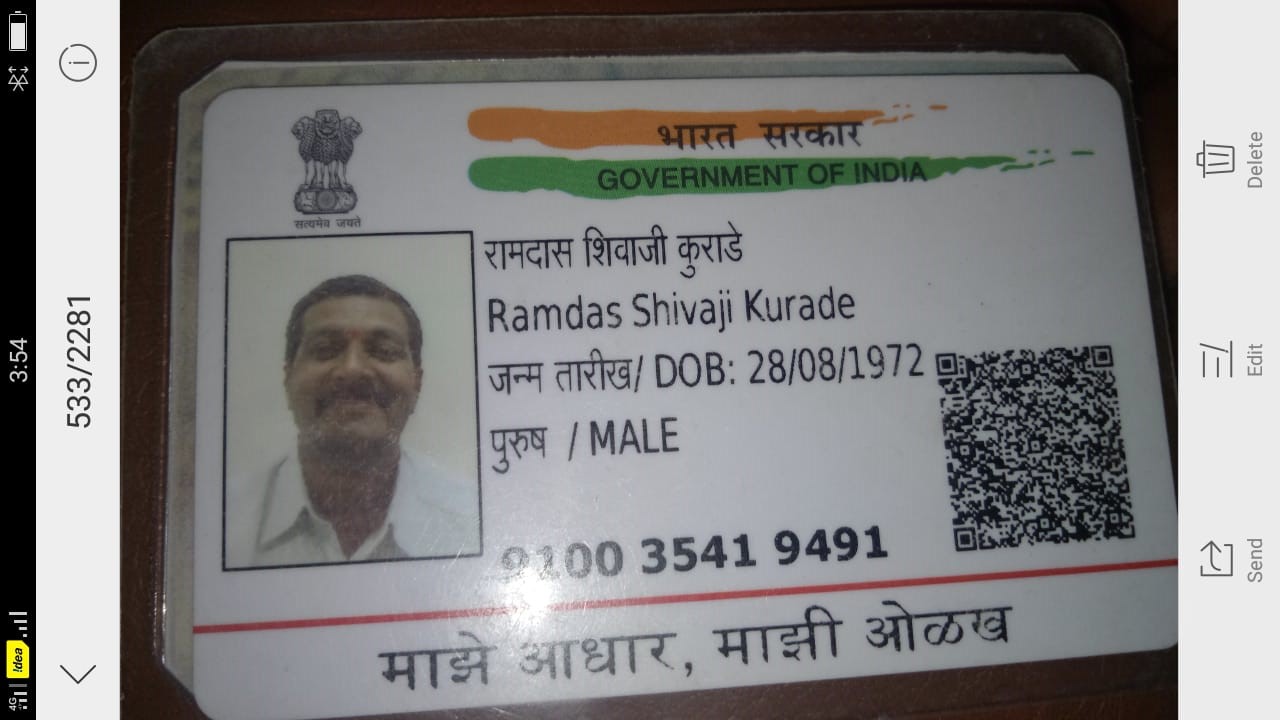 3:54
4G
!dea
533/2281
सत्यमेव जयते
भारत सरकार
GOVERNMENT OF INDIA
रामदास शिवाजी कुराडे
Ramdas Shivaji Kurade
जन्म तारीख/ DOB: 28/08/1972
पुरुष / MALE
9100 3541 9491
माझे आधार, माझी ओळख
Delete
Edit
Send